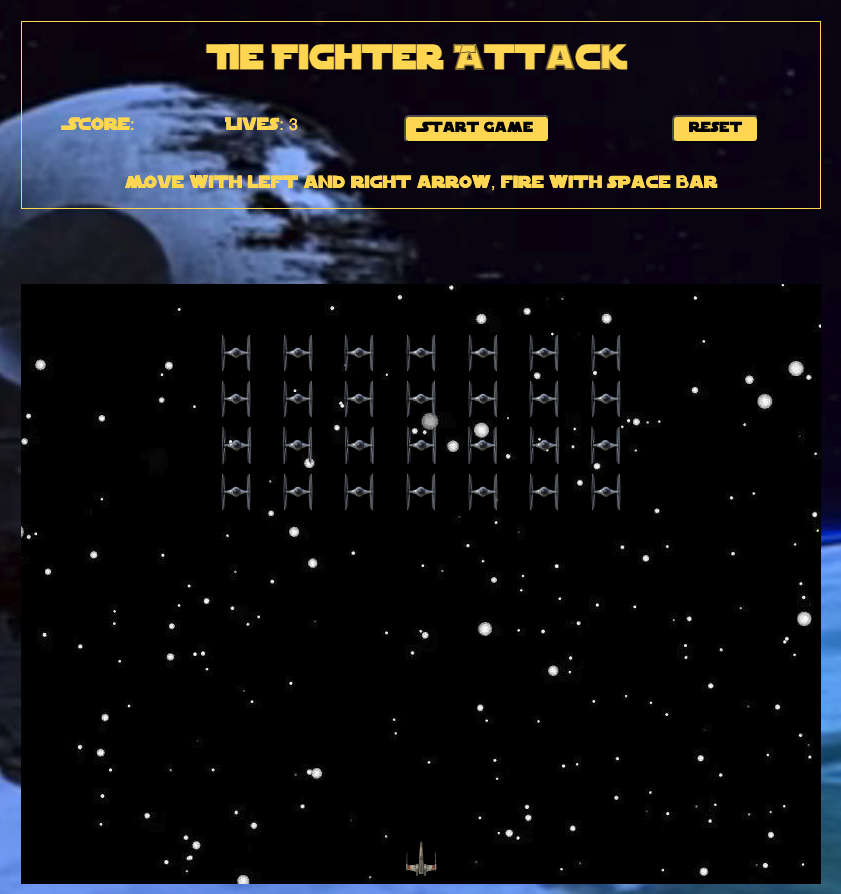 Tie Fighter Attack
Score: Lives: 3 Start Game Reset
Move with left and right arrow, fire with Space Bar